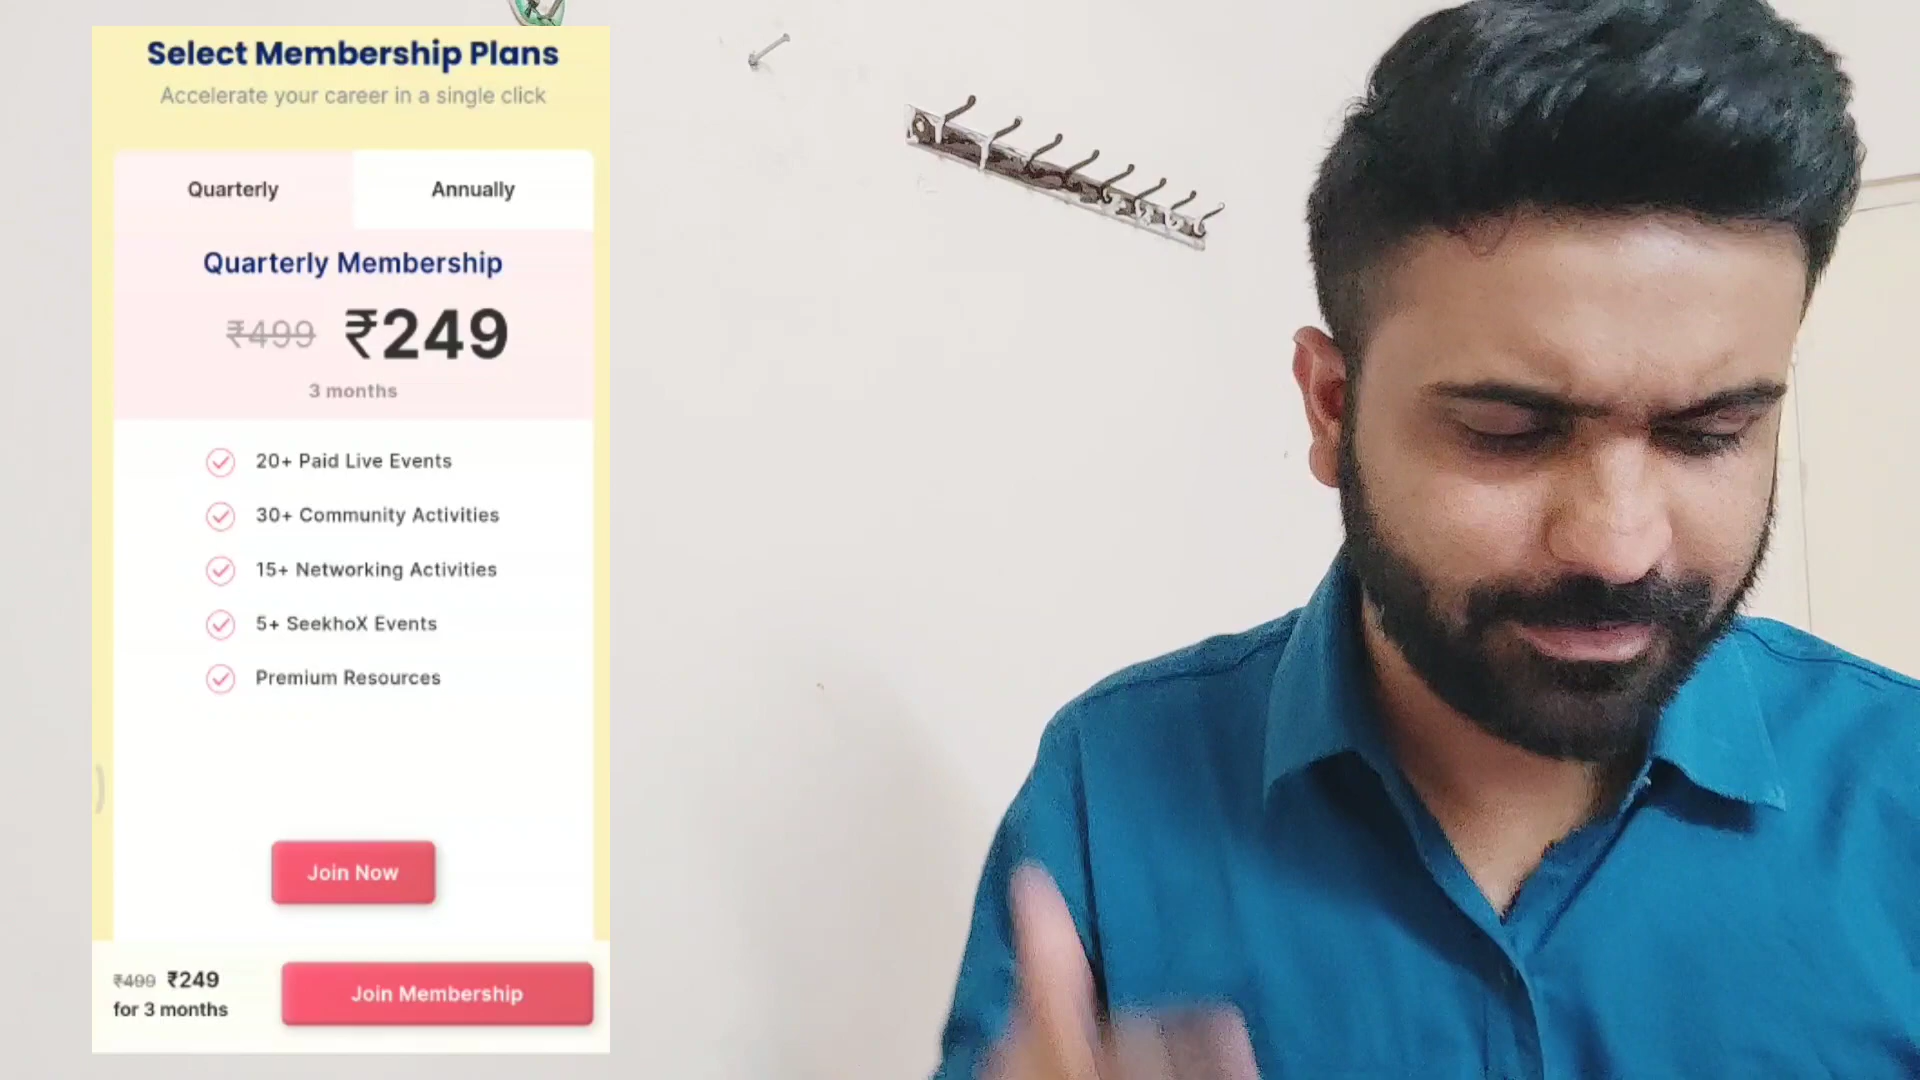 Select Membership Plans
Accelerate your career in a single click
Quarterly
Annually
Quarterly Membership
₹499 ₹249
3 months
20+ Paid Live Events
30+ Community Activities
15+ Networking Activities
5+ SeekhoX Events
Premium Resources
Join Now
₹499 ₹249
for 3 months
Join Membership